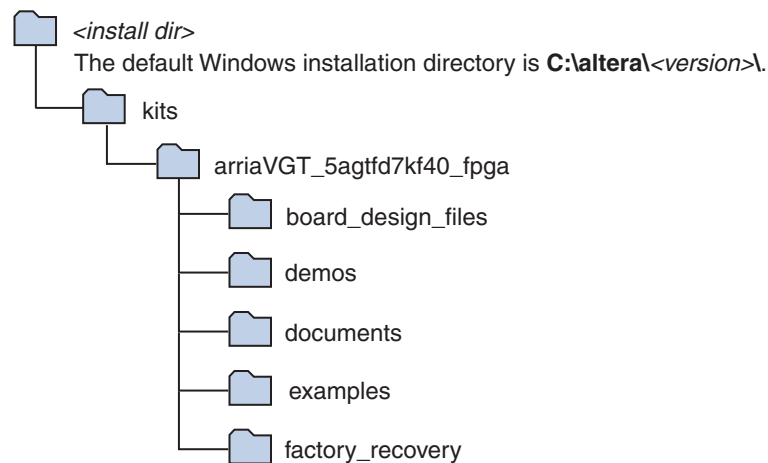 <install dir>
The default Windows installation directory is C:\altera\<version>\.
kits
arriaVGT_5agtfd7kf40_fpga
board_design_files
demos
documents
examples
factory_recovery